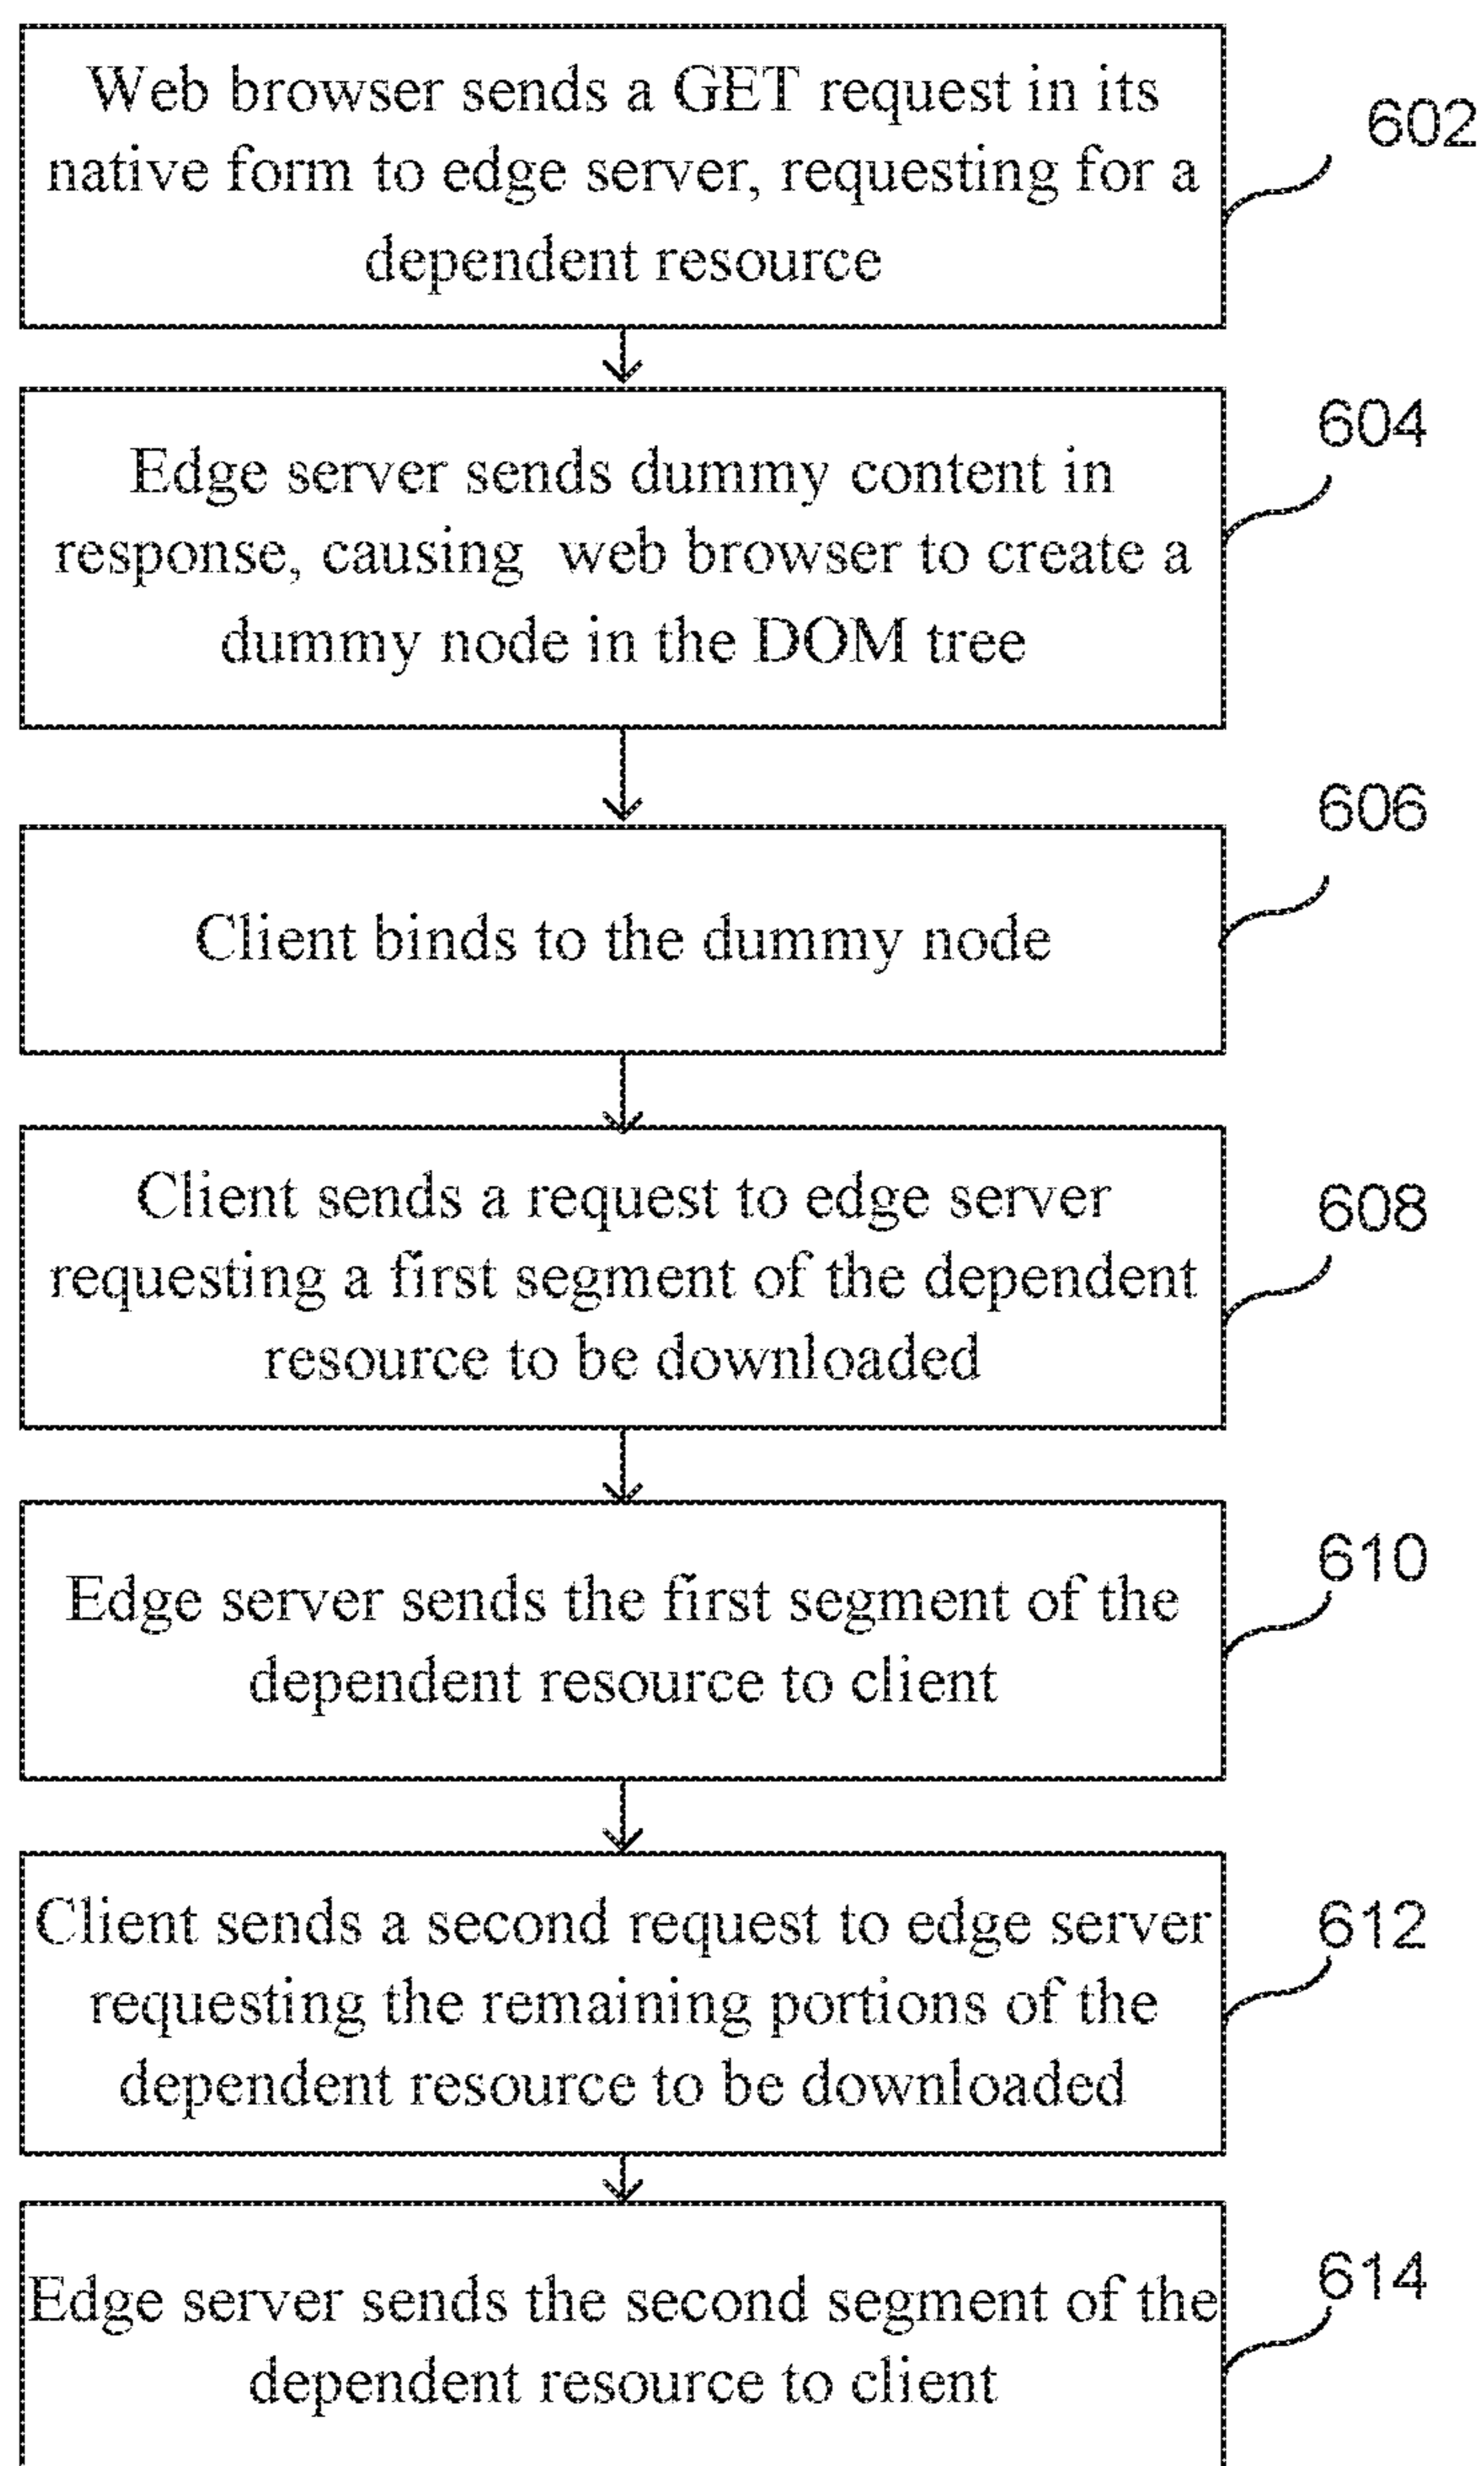 Web browser sends a GET request in its
native form to edge server, requesting for a
dependent resource
602
Edge server sends dummy content in
response, causing web browser to create a
dummy node in the DOM tree
604
Client binds to the dummy node
606
Client sends a request to edge server
requesting a first segment of the dependent
resource to be downloaded
608
Edge server sends the first segment of the
dependent resource to client
610
Client sends a second request to edge server
requesting the remaining portions of the
dependent resource to be downloaded
612
Edge server sends the second segment of the
dependent resource to client
614